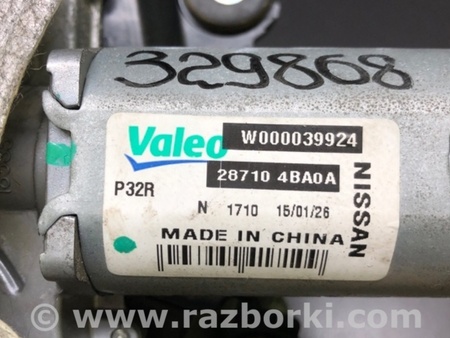 329868
Valeo W000039924
28710 4BA0A
P32R
N 1710 15/01/26
MADE IN CHINA
NISSAN
www.razborki.com